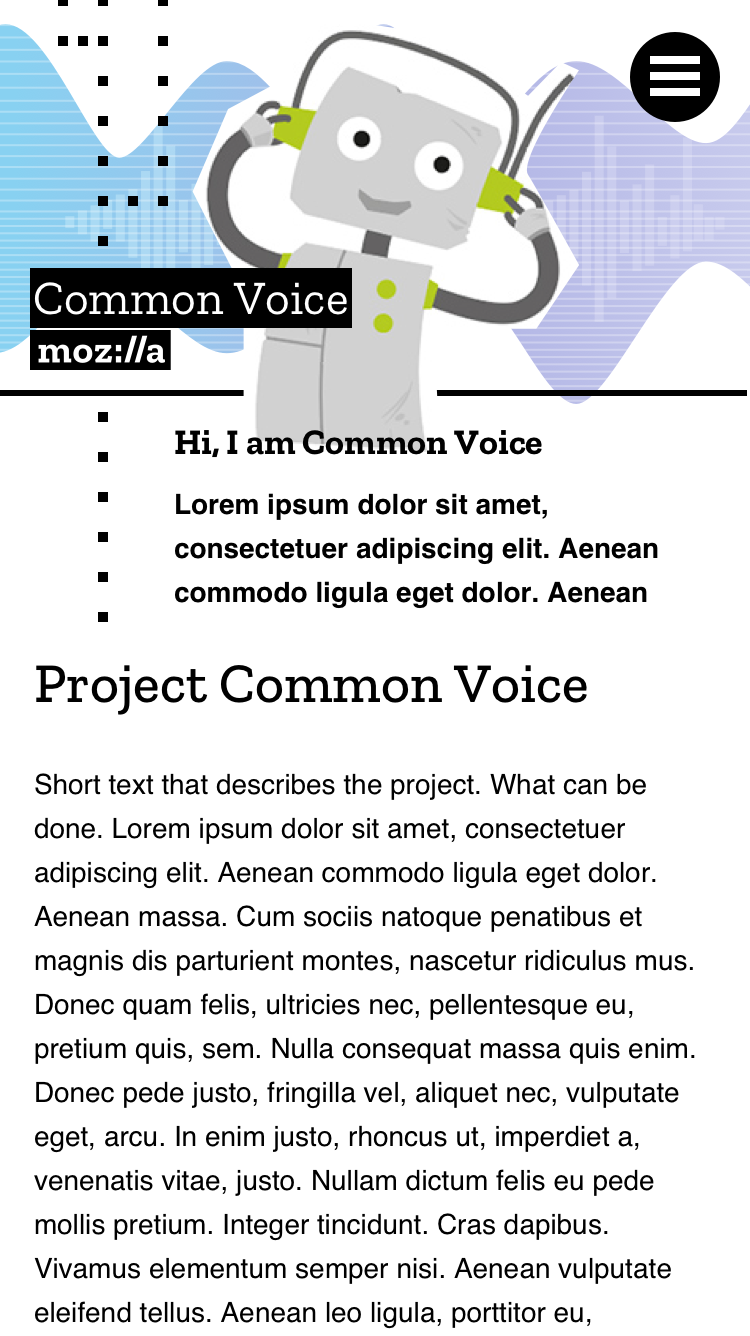 Common Voice
moz://a
Hi, I am Common Voice
Lorem ipsum dolor sit amet,
consectetuer adipiscing elit. Aenean
commodo ligula eget dolor. Aenean
Project Common Voice
Short text that describes the project. What can be
done. Lorem ipsum dolor sit amet, consectetuer
adipiscing elit. Aenean commodo ligula eget dolor.
Aenean massa. Cum sociis natoque penatibus et
magnis dis parturient montes, nascetur ridiculus mus.
Donec quam felis, ultricies nec, pellentesque eu,
pretium quis, sem. Nulla consequat massa quis enim.
Donec pede justo, fringilla vel, aliquet nec, vulputate
eget, arcu. In enim justo, rhoncus ut, imperdiet a,
venenatis vitae, justo. Nullam dictum felis eu pede
mollis pretium. Integer tincidunt. Cras dapibus.
Vivamus elementum semper nisi. Aenean vulputate
eleifend tellus. Aenean leo ligula, porttitor eu,